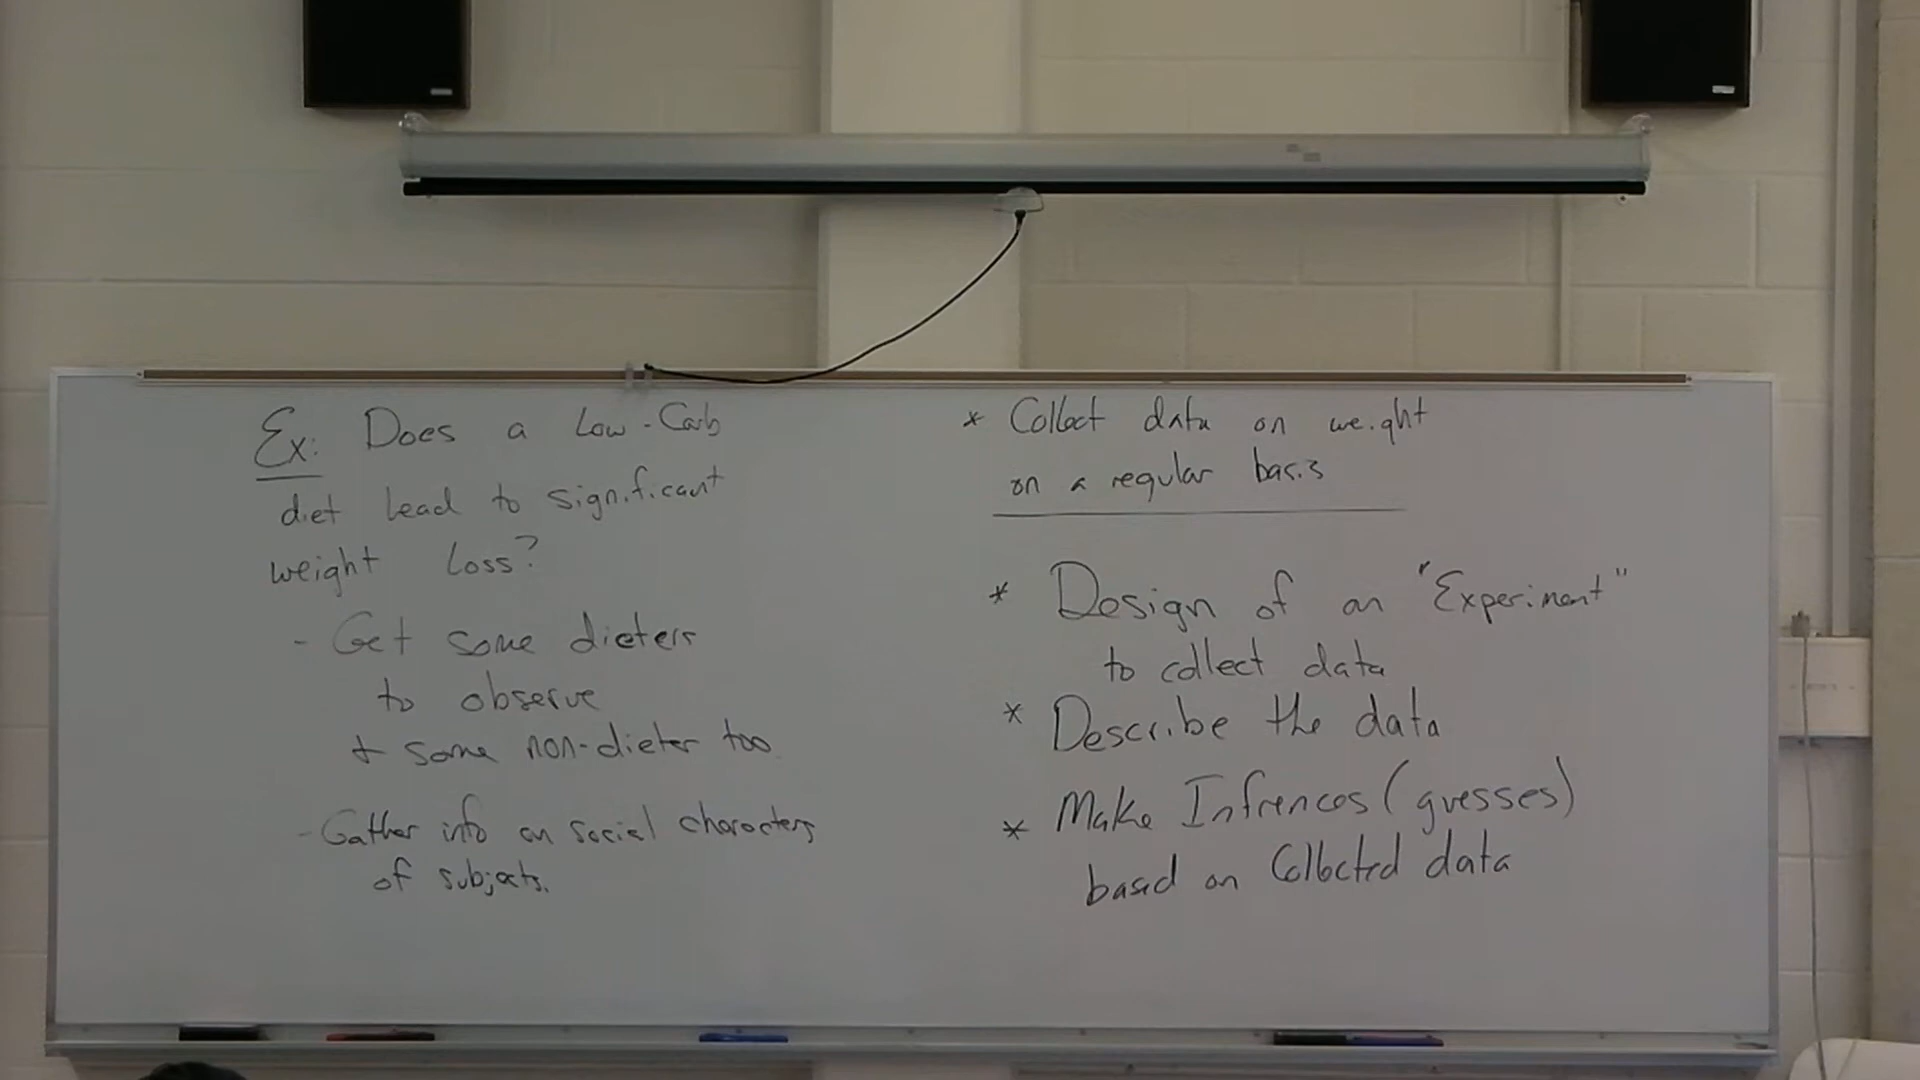 Ex: Does a Low-Carb
diet lead to significant
weight loss?
- Get some dieters
to observe
+ some non-dieter too
- Gather info on social characters
of subjects.
* Collect data on weight
on a regular basis
* Design of an "Experiment"
to collect data
* Describe the data
* Make Infrences (guesses)
based on Collected data